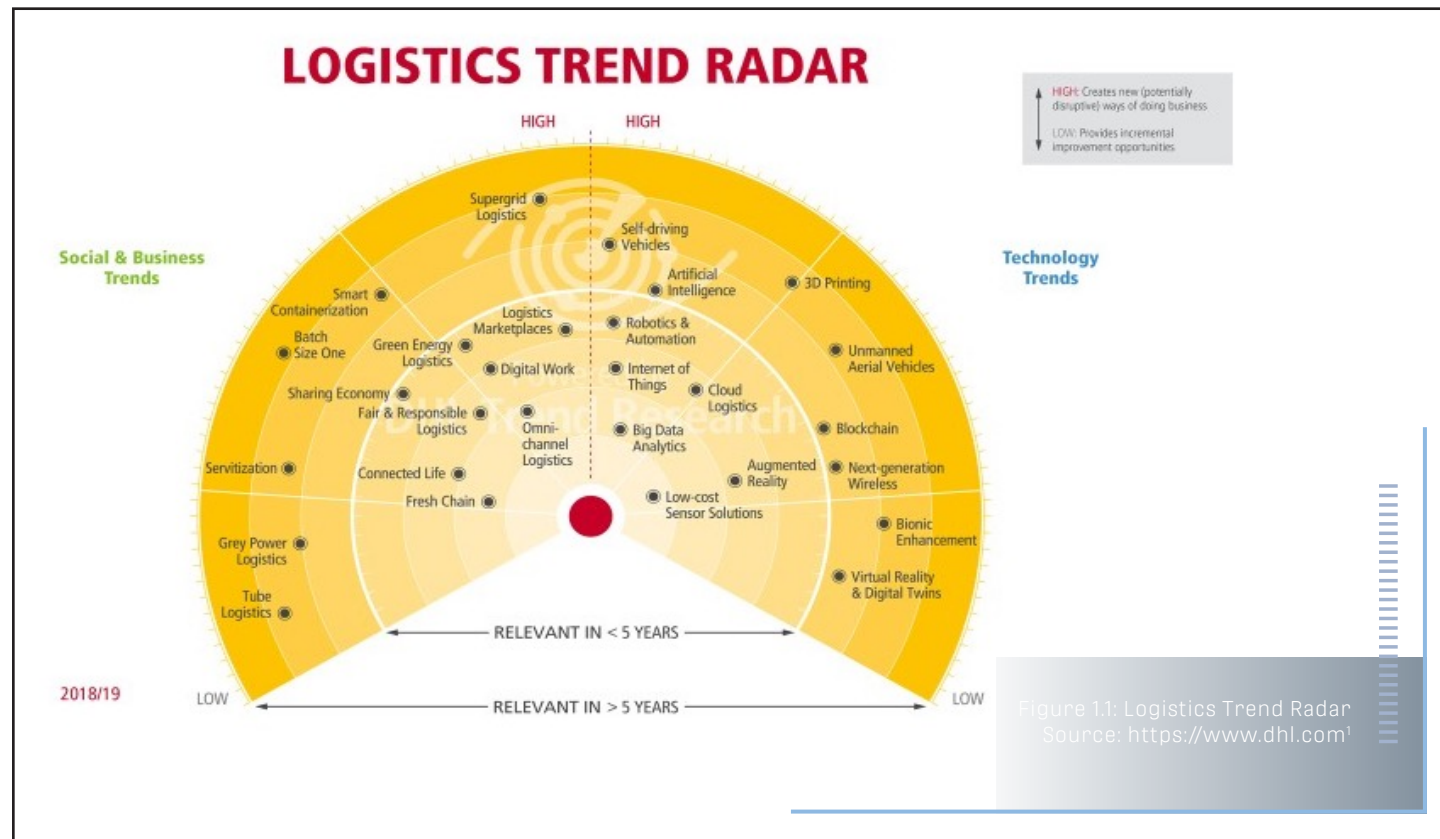 LOGISTICS TREND RADAR
HIGH: Creates new (potentially
disruptive) ways of doing business
LOW: Provides incremental
improvement opportunities
HIGH
HIGH
Social & Business
Trends
Technology
Trends
Supergrid
Logistics
Self-driving
Vehicles
Artificial
Intelligence
3D Printing
Smart
Containerization
Logistics
Marketplaces
Robotics &
Automation
Batch
Size One
Green Energy
Logistics
Unmanned
Aerial Vehicles
Digital Work
Internet of
Things
Sharing Economy
Cloud
Logistics
Fair & Responsible
Logistics
Omni-
channel
Logistics
Big Data
Analytics
Blockchain
Servitization
Connected Life
Augmented
Reality
Next-generation
Wireless
Fresh Chain
Low-cost
Sensor Solutions
Grey Power
Logistics
Bionic
Enhancement
Tube
Logistics
Virtual Reality
& Digital Twins
Powered
DHL Trend Research
RELEVANT IN < 5 YEARS
2018/19
LOW
RELEVANT IN > 5 YEARS
LOW
Figure 1.1: Logistics Trend Radar
Source: https://www.dhl.com¹